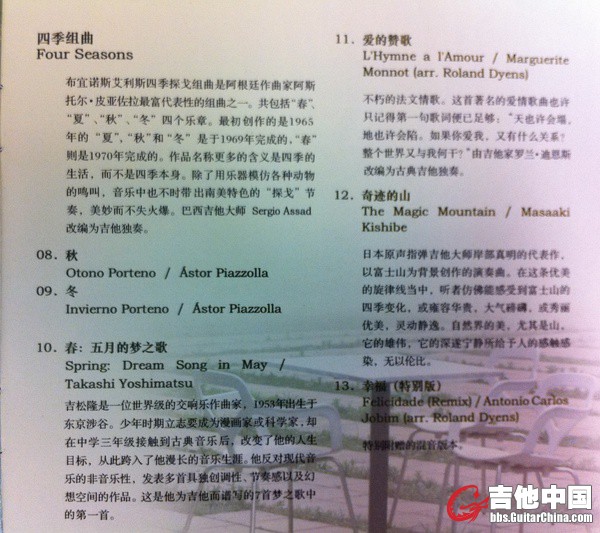 四季组曲
Four Seasons
布宜诺斯艾利斯四季探戈组曲是阿根廷作曲家阿斯
托尔·皮亚佐拉最富代表性的组曲之一。共包括“春”、
“夏”、“秋”、“冬”四个乐章。最初创作的是1965
年的“夏”，“秋”和“冬”是于1969年完成的，“春”
则是1970年完成的。作品名称更多的含义是四季的
生活，而不是四季本身。除了用乐器模仿各种动物
的鸣叫，音乐中也不时带出南美特色的“探戈”节
奏，美妙而不失火爆。巴西吉他大师 Sergio Assad
改编为吉他独奏。
08. 秋
Otono Porteno / Ástor Piazzolla
09. 冬
Invierno Porteno / Ástor Piazzolla
10. 春：五月的梦之歌
Spring: Dream Song in May /
Takashi Yoshimatsu
吉松隆是一位世界级的交响乐作曲家，1953年出生于
东京涉谷。少年时期立志要成为漫画家或科学家，却
在中学三年级接触到古典音乐后，改变了他的人生
目标，从此跨入了他漫长的音乐生涯。他反对现代音
乐的非音乐性，发表多首具独创调性、节奏感以及幻
想空间的作品。这是他为吉他而谱写的7首梦之歌中
的第一首。
11. 爱的赞歌
L'Hymne a l'Amour / Marguerite
Monnot (arr. Roland Dyens)
不朽的法文情歌。这首著名的爱情歌曲也许
只记得第一句歌词便已足够：“天也许会塌，
地也许会陷。如果你爱我，又有什么关系？
整个世界又与我何干？”由吉他家罗兰·迪恩斯
改编为古典吉他独奏。
12. 奇迹的山
The Magic Mountain / Masaaki
Kishibe
日本原声指弹吉他大师岸部真明的代表作，
以富士山为背景创作的演奏曲。在这条优美
的旋律线当中，听者仿佛能感受到富士山的
四季变化，或雍容华贵，大气磅礴，或秀丽
优美，灵动静逸。自然界的美，尤其是山，
它的雄伟，它的深邃宁静所给予人的感触感
染，无以伦比。
13. 幸福（特别版）
Felicidade (Remix) / Antonio Carlos
Jobim (arr. Roland Dyens)
特别附赠的混音版本。
吉他中国
bbs.GuitarChina.com